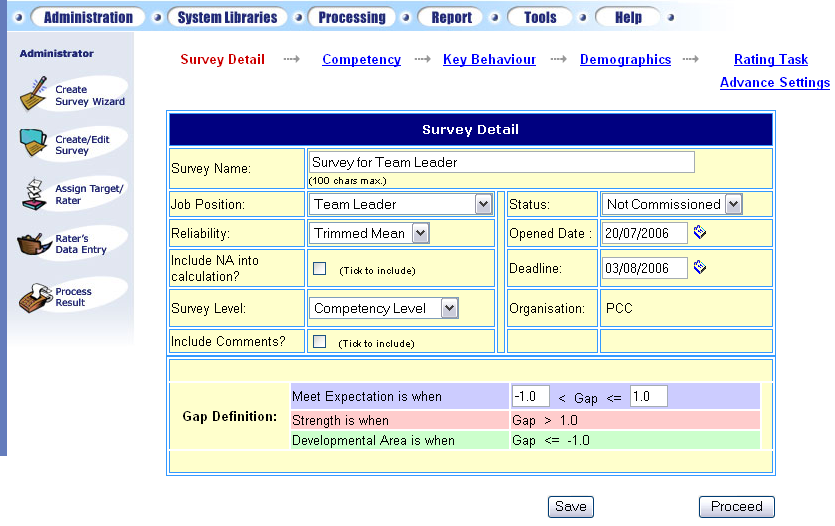 Administration System Libraries Processing Report Tools Help
Administrator
Create
Survey Wizard
Create/Edit
Survey
Assign Target/
Rater
Rater's
Data Entry
Process
Result
Survey Detail Competency Key Behaviour Demographics Rating Task
Advance Settings
Survey Detail
Survey Name: Survey for Team Leader
(100 chars max.)
Job Position: Team Leader Status: Not Commissioned
Reliability: Trimmed Mean Opened Date : 20/07/2006
Include NA into
calculation? (Tick to include) Deadline: 03/08/2006
Survey Level: Competency Level Organisation: PCC
Include Comments? (Tick to include)
Gap Definition:
Meet Expectation is when -1.0 < Gap <= 1.0
Strength is when Gap > 1.0
Developmental Area is when Gap <= -1.0
Save Proceed